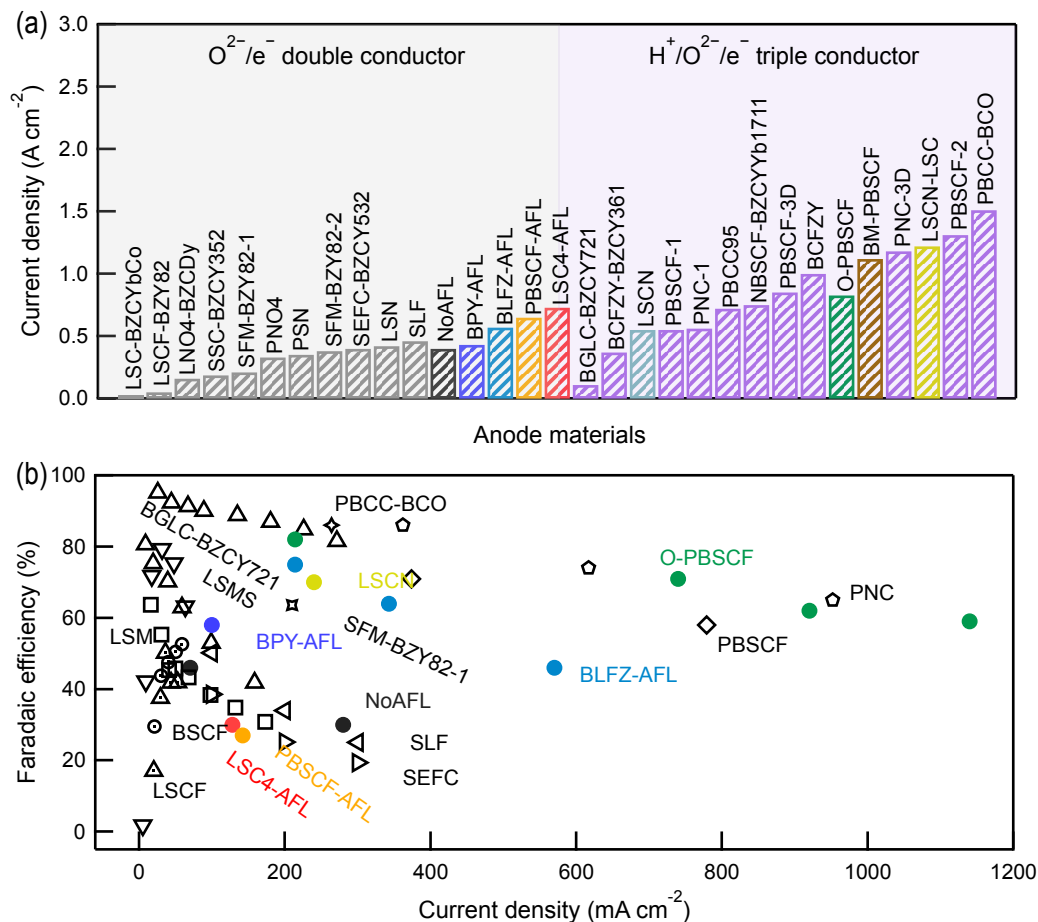 (a)
3.0
2.5
2.0
1.5
1.0
0.5
0.0
Current density (A cm⁻²)
O²⁻/e⁻ double conductor
H⁺/O²⁻/e⁻ triple conductor
LSC-BZCYbCo
LSCF-BZY82
LNO4-BZCDy
SSC-BZCY352
SFM-BZY82-1
PNO4
PSN
SFM-BZY82-2
SEFC-BZCY532
LSN
SLF
NoAFL
BPY-AFL
BLFZ-AFL
PBSCF-AFL
LSC4-AFL
BGLC-BZCY721
BCFZY-BZCY361
LSCN
PBSCF-1
PNC-1
PBCC95
NBSCF-BZCYYb1711
PBSCF-3D
BCFZY
O-PBSCF
BM-PBSCF
PNC-3D
LSCN-LSC
PBSCF-2
PBCC-BCO
Anode materials
(b)
100
80
60
40
20
0
Faradaic efficiency (%)
PBCC-BCO
BGLC-BZCY721
LSMS
LSCN
O-PBSCF
PNC
LSM
BPY-AFL
SFM-BZY82-1
PBSCF
BLFZ-AFL
NoAFL
BSCF
SLF
LSC4-AFL
PBSCF-AFL
SEFC
LSCF
0
200
400
600
800
1000
1200
Current density (mA cm⁻²)